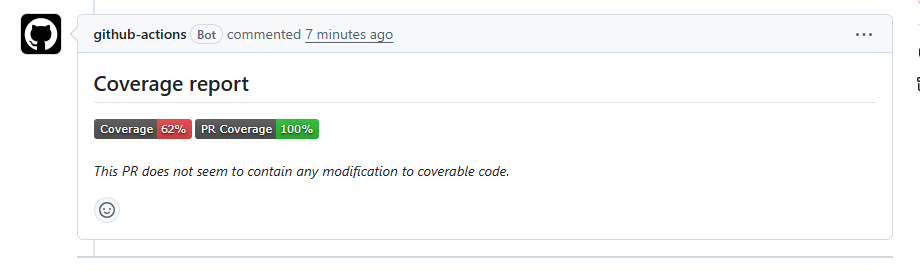 github-actions Bot commented 7 minutes ago
Coverage report
Coverage 62% PR Coverage 100%
This PR does not seem to contain any modification to coverable code.